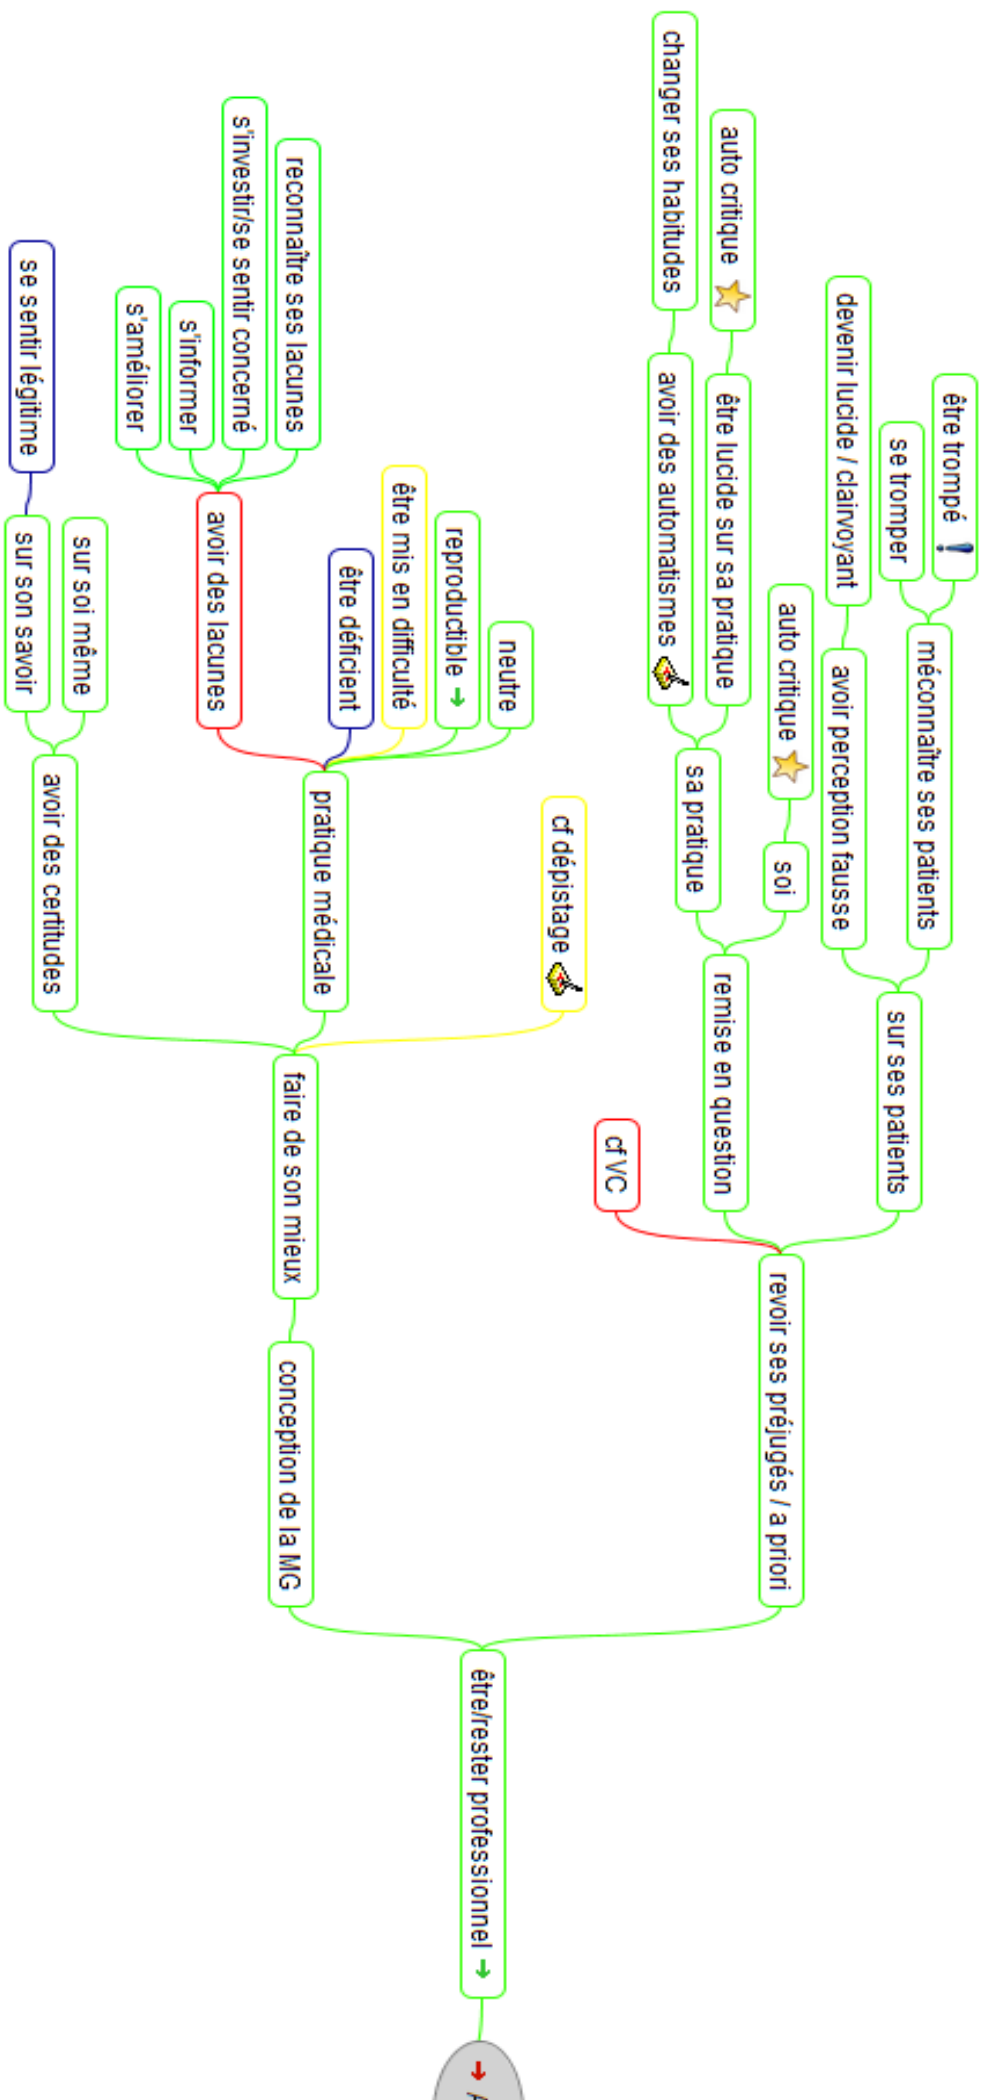 être trompé
se tromper
méconnaître ses patients
devenir lucide / clairvoyant
avoir perception fausse
sur ses patients
auto critique
soi
auto critique
être lucide sur sa pratique
changer ses habitudes
avoir des automatismes
sa pratique
remise en question
cf VC
revoir ses préjugés / a priori
cf dépistage
neutre
reproductible
être mis en difficulté
être déficient
reconnaître ses lacunes
s'investir/se sentir concerné
s'informer
s'améliorer
avoir des lacunes
pratique médicale
sur soi même
se sentir légitime
sur son savoir
avoir des certitudes
faire de son mieux
conception de la MG
être/rester professionnel